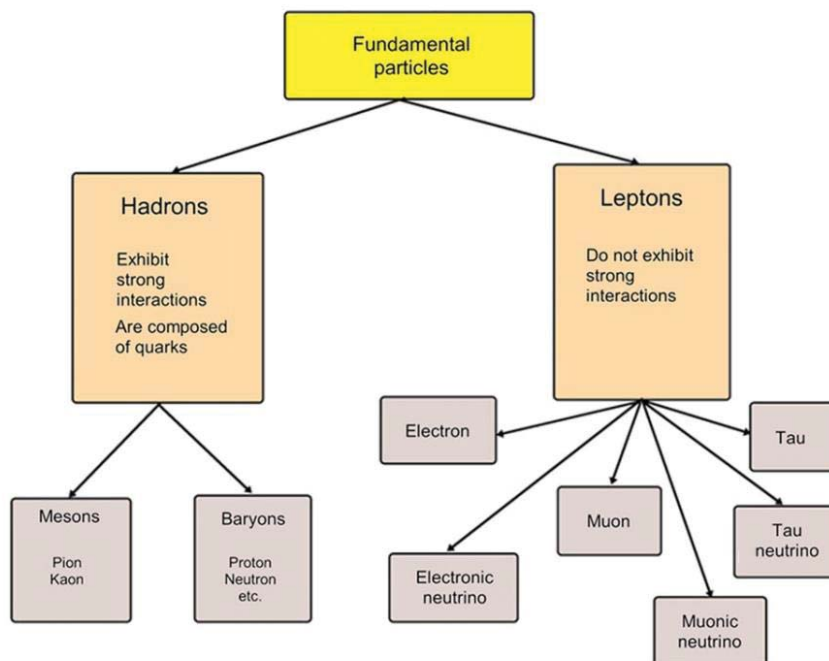 Fundamental
particles
Hadrons
Exhibit
strong
interactions
Are composed
of quarks
Leptons
Do not exhibit
strong
interactions
Mesons
Pion
Kaon
Baryons
Proton
Neutron
etc.
Electron
Electronic
neutrino
Muon
Muonic
neutrino
Tau
neutrino
Tau